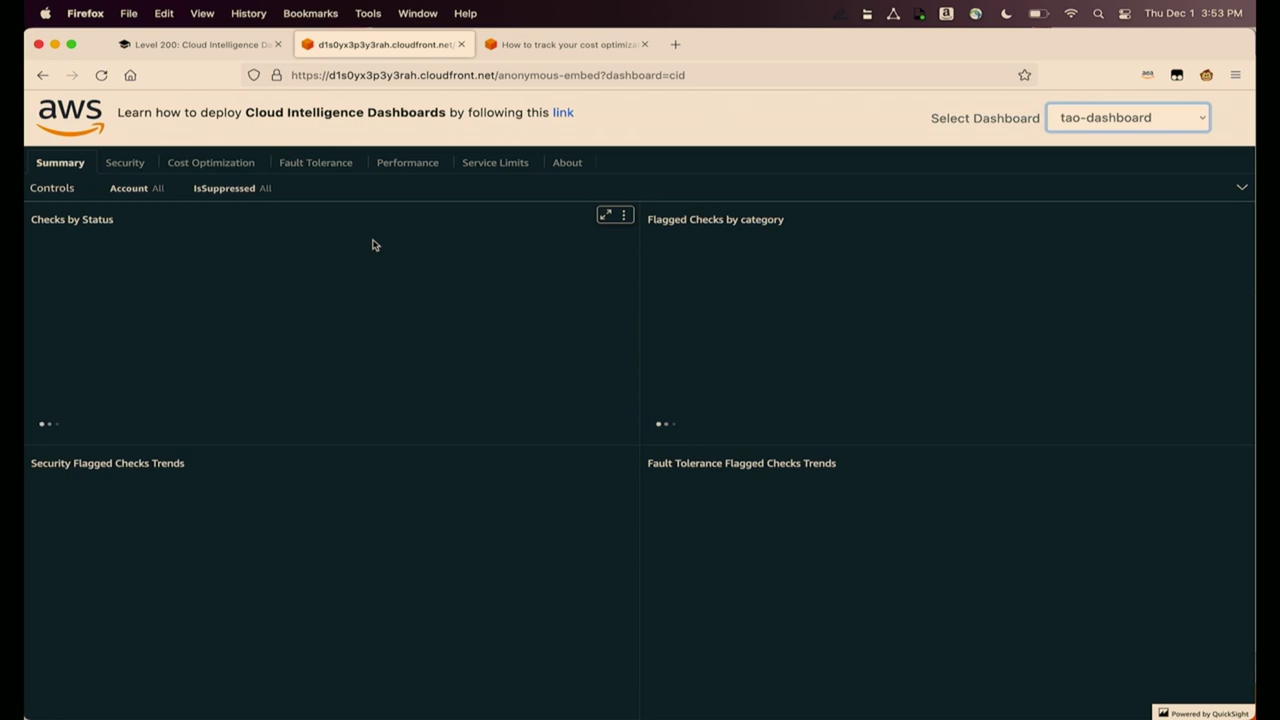 Firefox File Edit View History Bookmarks Tools Window Help Thu Dec 1 3:53 PM
Level 200: Cloud Intelligence Da
d1s0yx3p3y3rah.cloudfront.net/
How to track your cost optimiza
https://d1s0yx3p3y3rah.cloudfront.net/anonymous-embed?dashboard=cid
aws
Learn how to deploy Cloud Intelligence Dashboards by following this link
Select Dashboard tao-dashboard
Summary Security Cost Optimization Fault Tolerance Performance Service Limits About
Controls Account All IsSuppressed All
Checks by Status
Flagged Checks by category
Security Flagged Checks Trends
Fault Tolerance Flagged Checks Trends
Powered by QuickSight